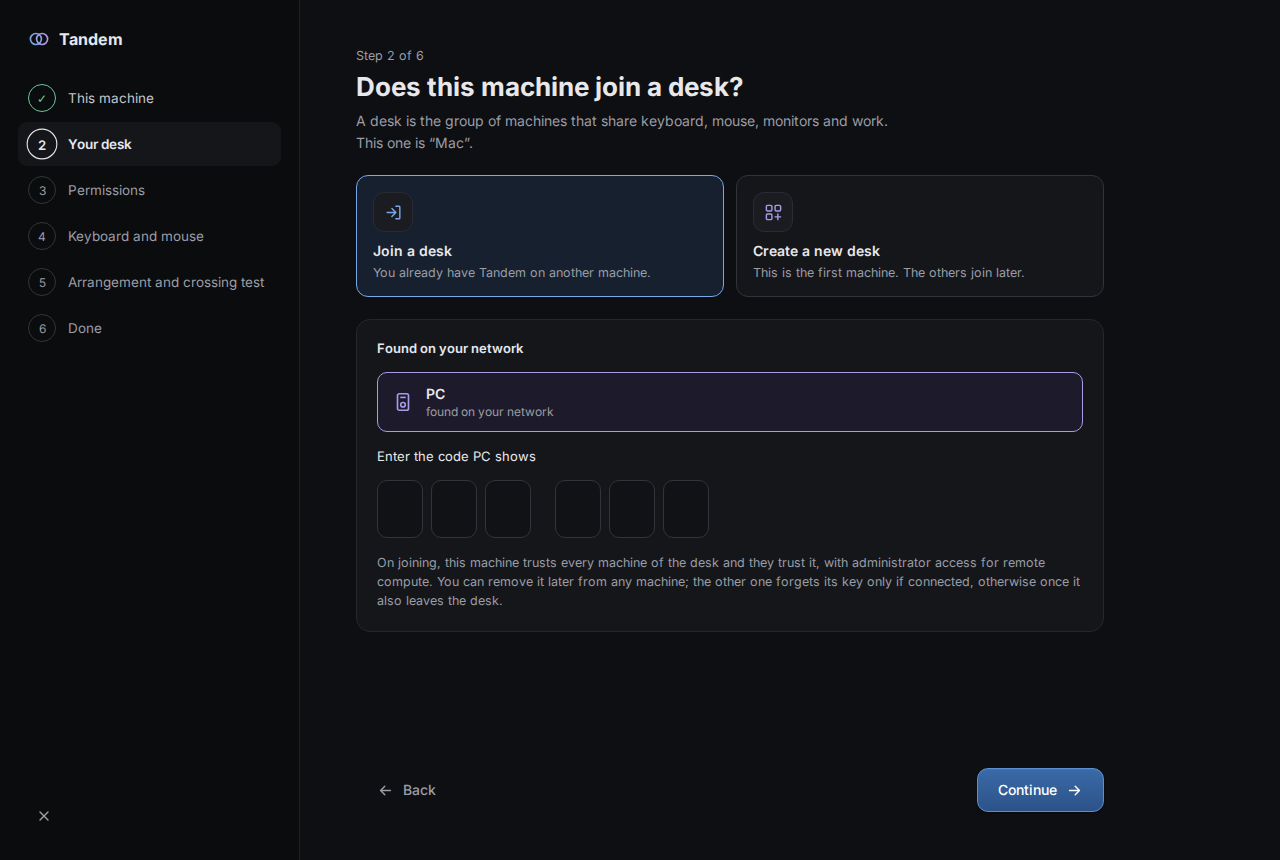 Tandem
✓ This machine
2 Your desk
3 Permissions
4 Keyboard and mouse
5 Arrangement and crossing test
6 Done
Step 2 of 6
Does this machine join a desk?
A desk is the group of machines that share keyboard, mouse, monitors and work.
This one is “Mac”.
Join a desk
You already have Tandem on another machine.
Create a new desk
This is the first machine. The others join later.
Found on your network
PC
found on your network
Enter the code PC shows
On joining, this machine trusts every machine of the desk and they trust it, with administrator access for remote
compute. You can remove it later from any machine; the other one forgets its key only if connected, otherwise once it
also leaves the desk.
Back
Continue